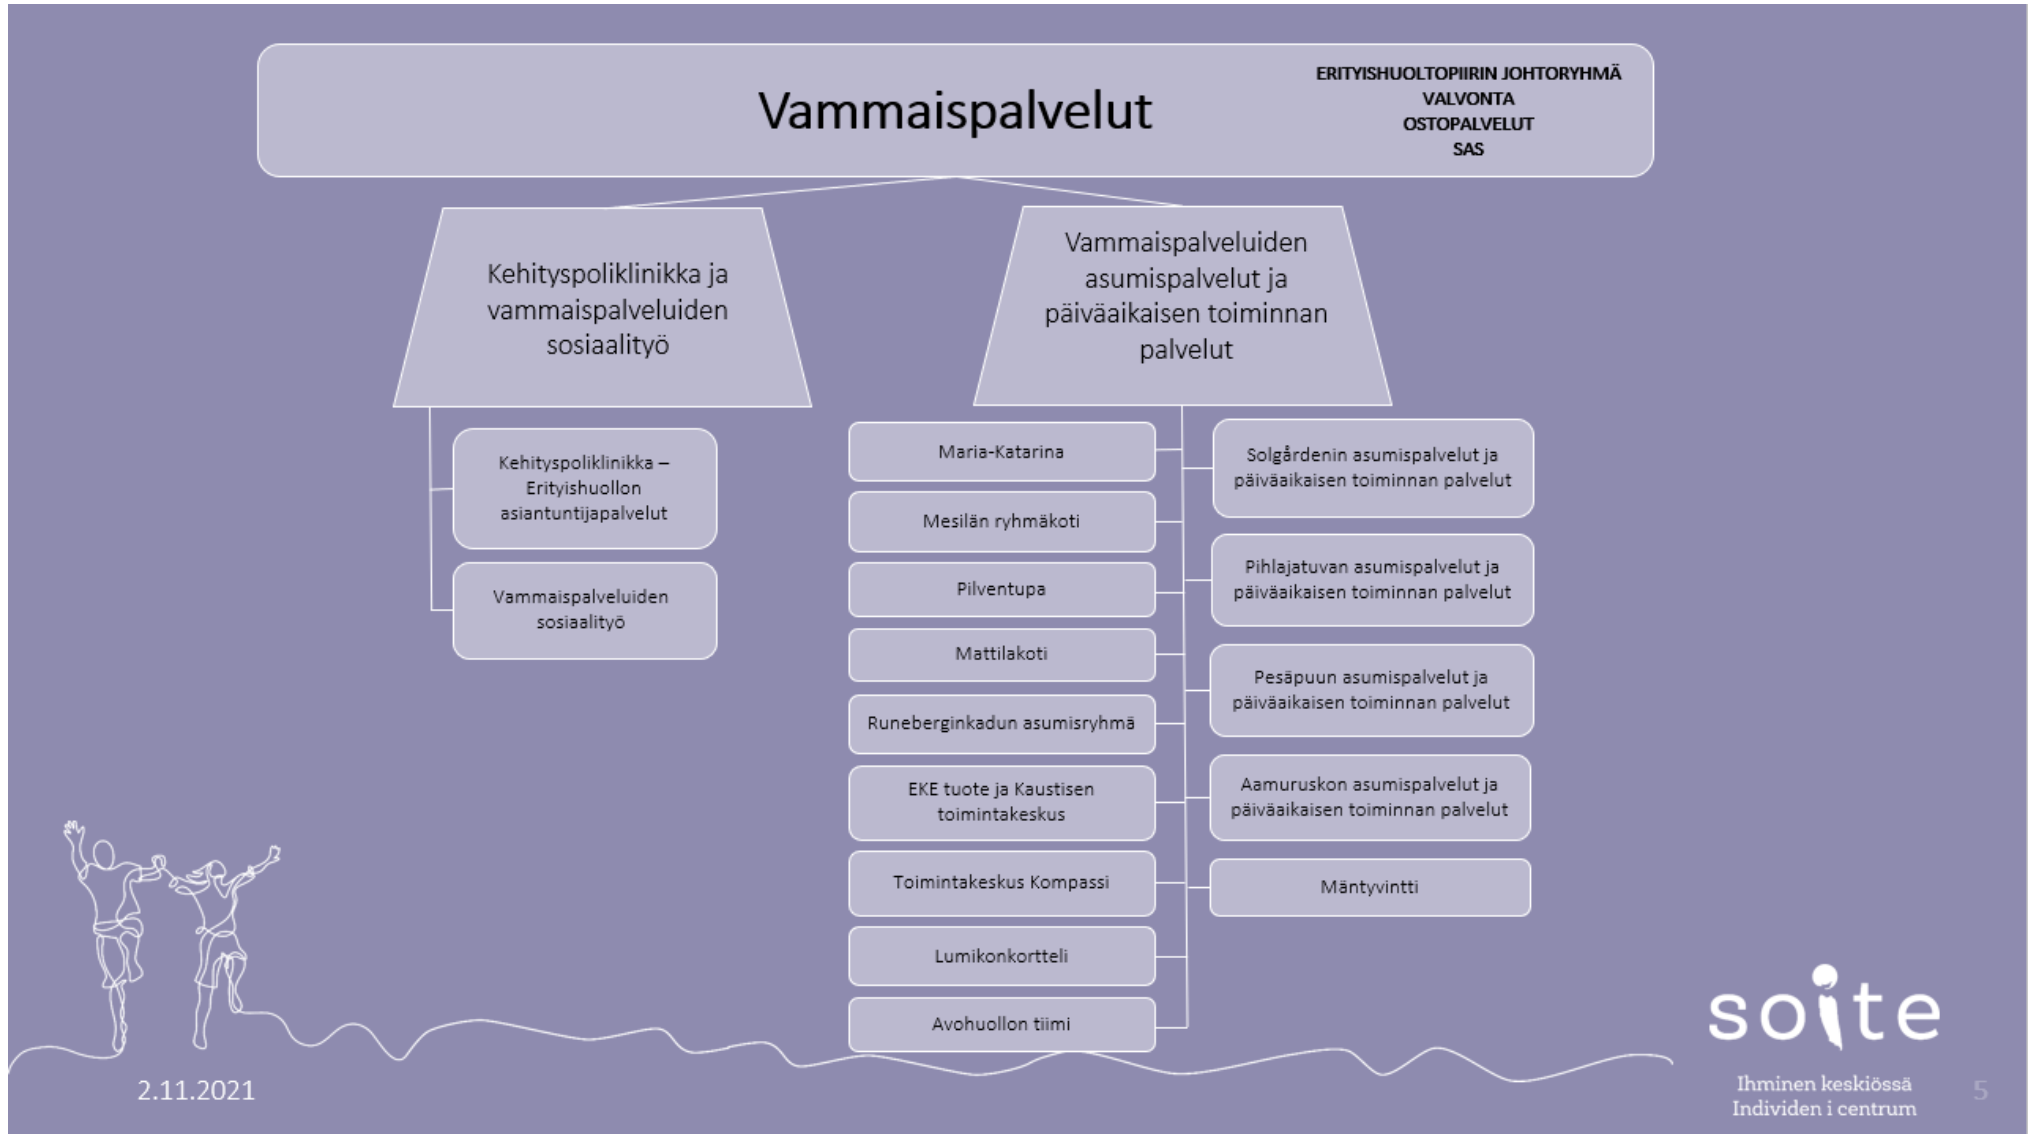 Vammaispalvelut
ERITYISHUOLTOPIIRIN JOHTORYHMÄ
VALVONTA
OSTOPALVELUT
SAS
Kehityspoliklinikka ja
vammaispalveluiden
sosiaalityö
Kehityspoliklinikka –
Erityishuollon
asiantuntijapalvelut
Vammaispalveluiden
sosiaalityö
Vammaispalveluiden
asumispalvelut ja
päiväaikaisen toiminnan
palvelut
Maria-Katarina
Mesilän ryhmäkoti
Pilventupa
Mattilakoti
Runeberginkadun asumisryhmä
EKE tuote ja Kaustisen
toimintakeskus
Toimintakeskus Kompassi
Lumikonkortteli
Avohuollon tiimi
Solgårdenin asumispalvelut ja
päiväaikaisen toiminnan palvelut
Pihlajatuvan asumispalvelut ja
päiväaikaisen toiminnan palvelut
Pesäpuun asumispalvelut ja
päiväaikaisen toiminnan palvelut
Aamuruskon asumispalvelut ja
päiväaikaisen toiminnan palvelut
Mäntyvintti
2.11.2021
soite
Ihminen keskiössä
Individen i centrum
5